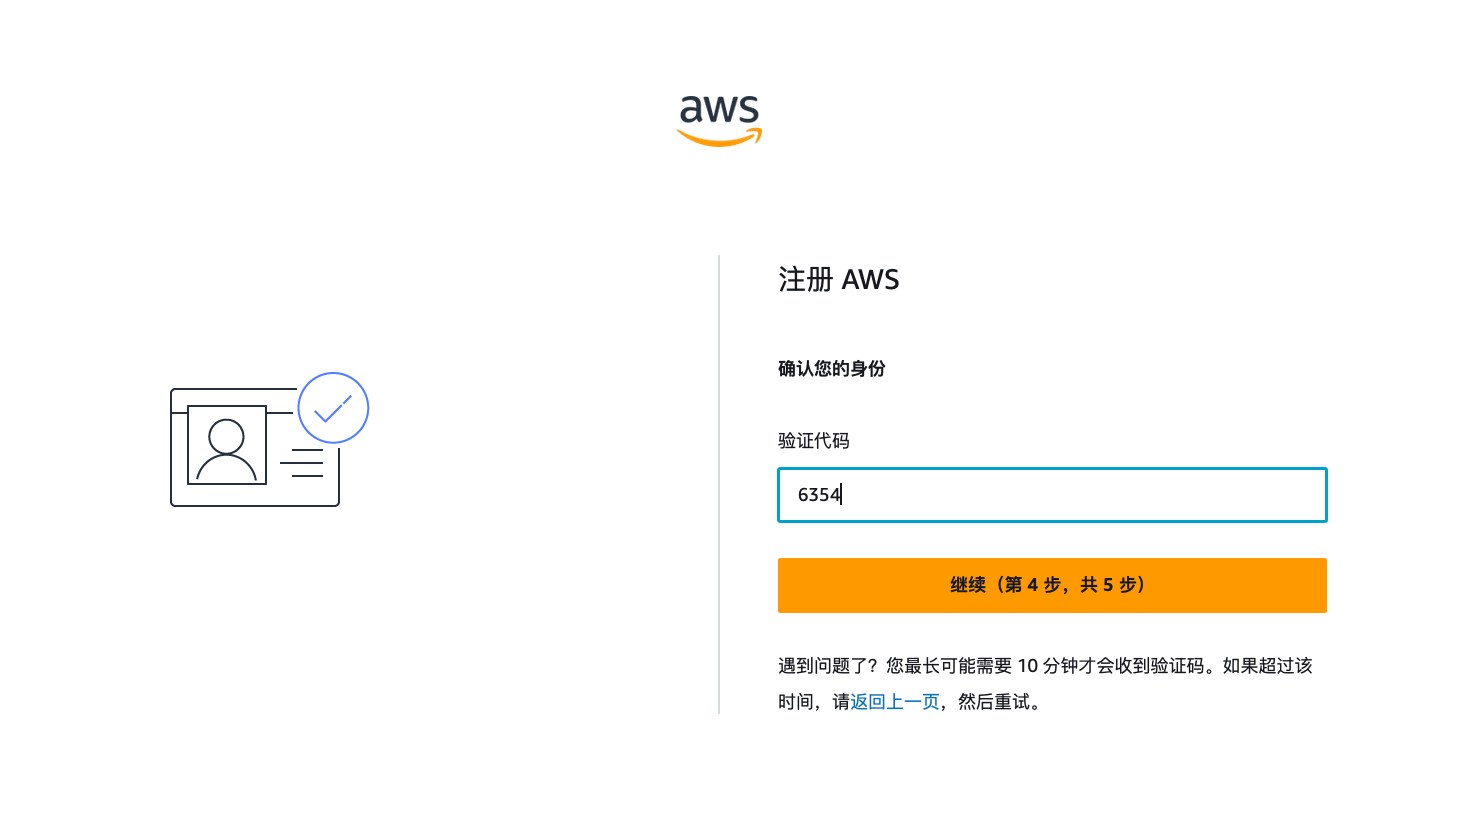 aws
注册 AWS
确认您的身份
验证代码
6354
继续（第 4 步，共 5 步）
遇到问题了？您最长可能需要 10 分钟才会收到验证码。如果超过该
时间，请返回上一页，然后重试。